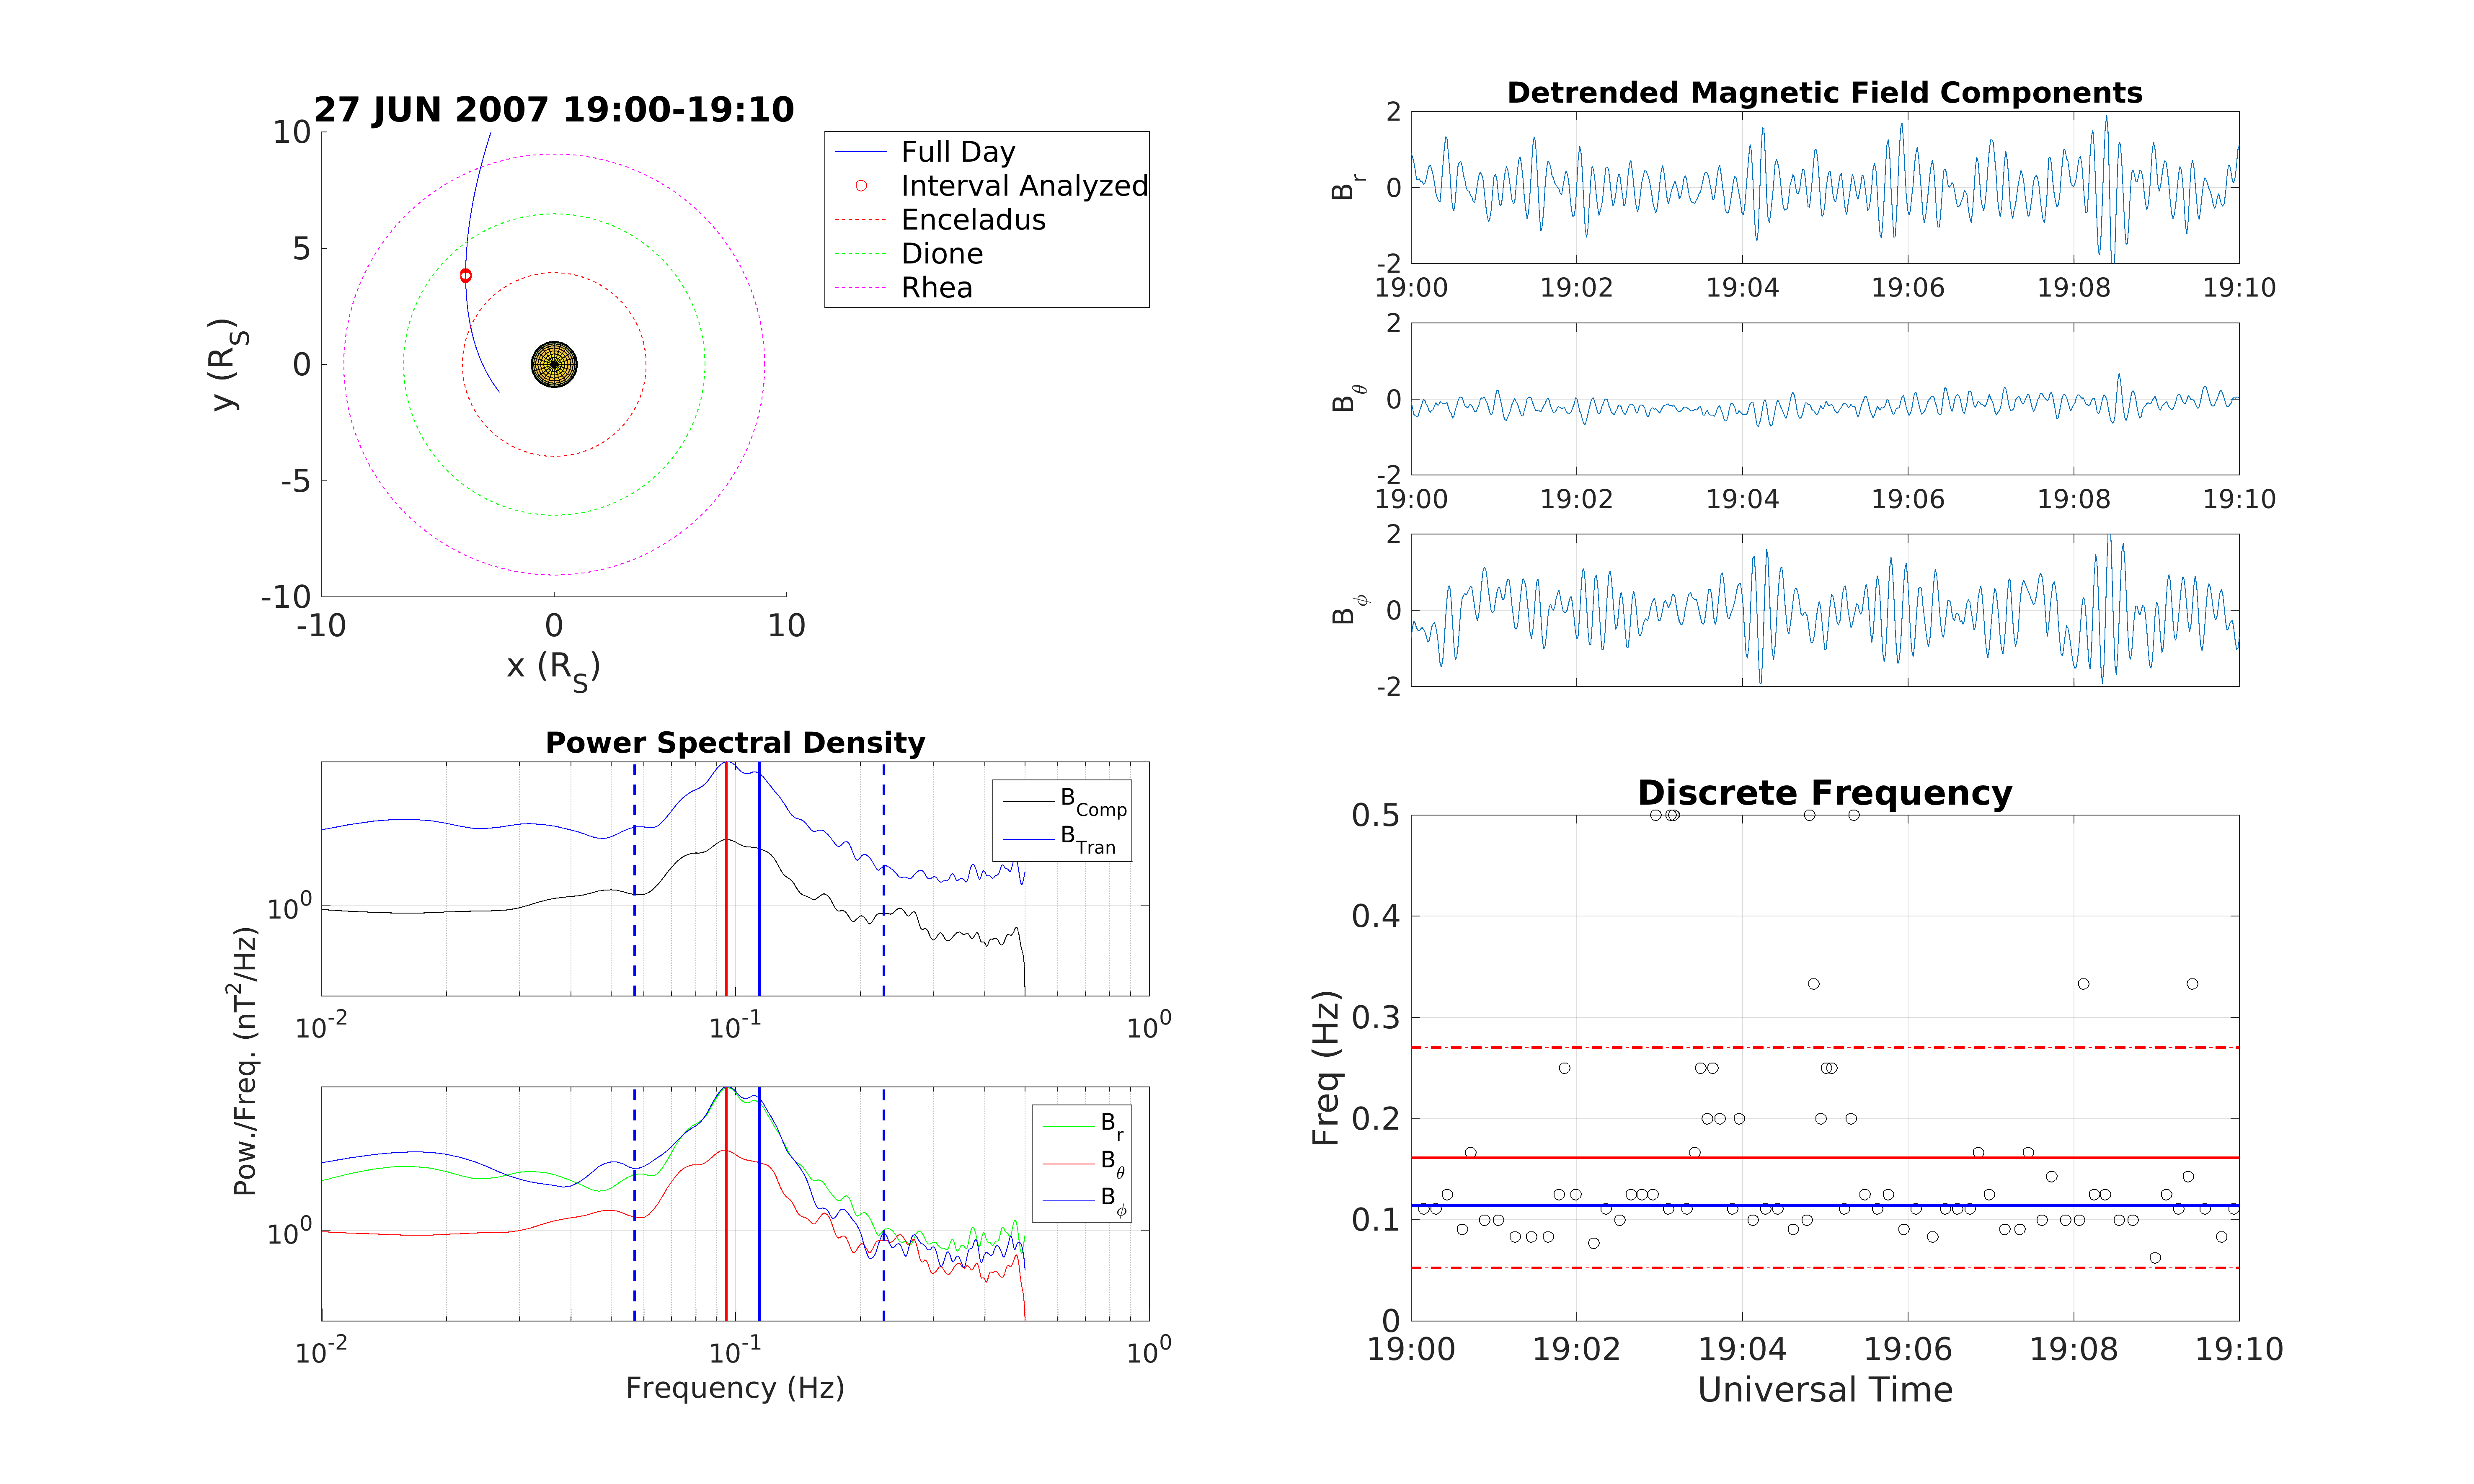 27 JUN 2007 19:00-19:10
10
5
0
-5
-10
y (R_S)
-10 0 10
x (R_S)
Full Day
Interval Analyzed
Enceladus
Dione
Rhea
Detrended Magnetic Field Components
2
0
-2
B_r
19:00 19:02 19:04 19:06 19:08 19:10
2
0
-2
B_θ
19:00 19:02 19:04 19:06 19:08 19:10
2
0
-2
B_ϕ
Power Spectral Density
10^0
B_Comp
B_Tran
10^-2 10^-1 10^0
Pow./Freq. (nT^2/Hz)
10^0
B_r
B_θ
B_ϕ
10^-2 10^-1 10^0
Frequency (Hz)
Discrete Frequency
0.5
0.4
0.3
0.2
0.1
0
Freq (Hz)
19:00 19:02 19:04 19:06 19:08 19:10
Universal Time